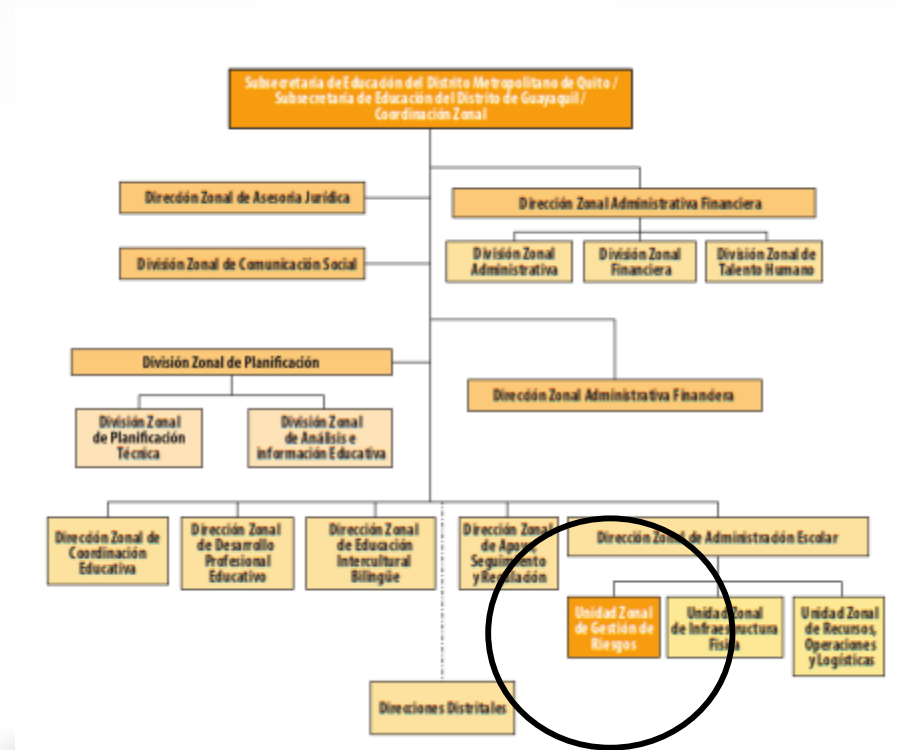 Subsecretaría de Educación del Distrito Metropolitano de Quito /
Subsecretaría de Educación del Distrito de Guayaquil /
Coordinación Zonal
Dirección Zonal de Asesoría Jurídica
Dirección Zonal Administrativa Financiera
División Zonal de Comunicación Social
División Zonal
Administrativa
División Zonal
Financiera
División Zonal de
Talento Humano
División Zonal de Planificación
Dirección Zonal Administrativa Financiera
División Zonal
de Planificación
Técnica
División Zonal
de Análisis e
información Educativa
Dirección Zonal de
Coordinación
Educativa
Dirección Zonal
de Desarrollo
Profesional
Educativo
Dirección Zonal
de Educación
Intercultural
Bilingüe
Dirección Zonal
de Apoyo,
Seguimiento
y Regulación
Dirección Zonal de Administración Escolar
Unidad Zonal
de Gestión de
Riesgos
Unidad Zonal
de Infraestructura
Física
Unidad Zonal
de Recursos,
Operaciones
y Logísticas
Direcciones Distritales